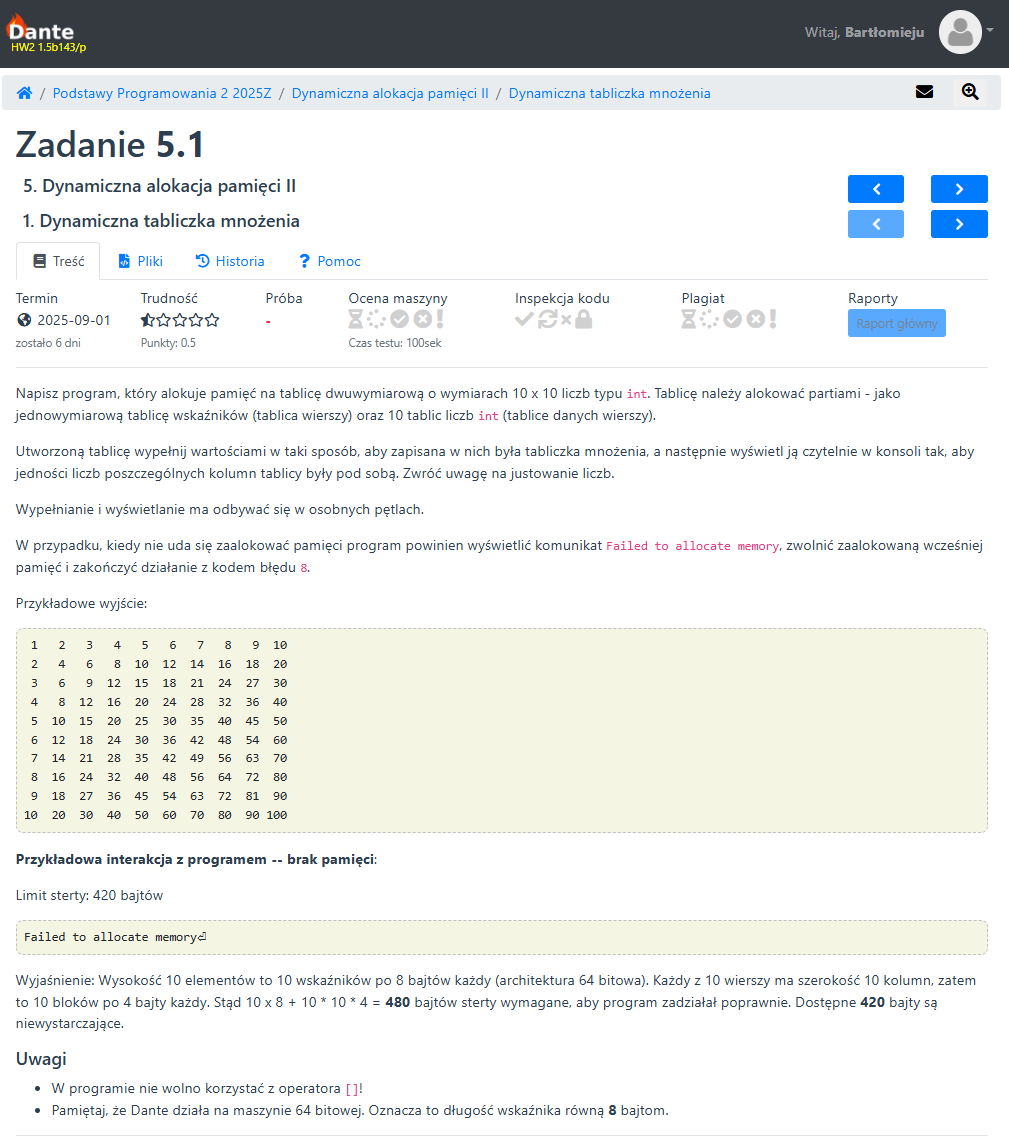 Dante
HW2 1.5b143/p
Witaj, Bartłomieju
/ Podstawy Programowania 2 2025Z / Dynamiczna alokacja pamięci II / Dynamiczna tabliczka mnożenia
Zadanie 5.1
5. Dynamiczna alokacja pamięci II
1. Dynamiczna tabliczka mnożenia
Treść Pliki Historia ? Pomoc
Termin Trudność Próba Ocena maszyny Inspekcja kodu Plagiat Raporty
2025-09-01 - Raport główny
zostało 6 dni Punkty: 0.5 Czas testu: 100sek
Napisz program, który alokuje pamięć na tablicę dwuwymiarową o wymiarach 10 x 10 liczb typu int. Tablicę należy alokować partiami - jako
jednowymiarową tablicę wskaźników (tablica wierszy) oraz 10 tablic liczb int (tablice danych wierszy).
Utworzoną tablicę wypełnij wartościami w taki sposób, aby zapisana w nich była tabliczka mnożenia, a następnie wyświetl ją czytelnie w konsoli tak, aby
jedności liczb poszczególnych kolumn tablicy były pod sobą. Zwróć uwagę na justowanie liczb.
Wypełnianie i wyświetlanie ma odbywać się w osobnych pętlach.
W przypadku, kiedy nie uda się zaalokować pamięci program powinien wyświetlić komunikat Failed to allocate memory, zwolnić zaalokowaną wcześniej
pamięć i zakończyć działanie z kodem błędu 8.
Przykładowe wyjście:
1 2 3 4 5 6 7 8 9 10
2 4 6 8 10 12 14 16 18 20
3 6 9 12 15 18 21 24 27 30
4 8 12 16 20 24 28 32 36 40
5 10 15 20 25 30 35 40 45 50
6 12 18 24 30 36 42 48 54 60
7 14 21 28 35 42 49 56 63 70
8 16 24 32 40 48 56 64 72 80
9 18 27 36 45 54 63 72 81 90
10 20 30 40 50 60 70 80 90 100
Przykładowa interakcja z programem -- brak pamięci:
Limit sterty: 420 bajtów
Failed to allocate memory⏎
Wyjaśnienie: Wysokość 10 elementów to 10 wskaźników po 8 bajtów każdy (architektura 64 bitowa). Każdy z 10 wierszy ma szerokość 10 kolumn, zatem
to 10 bloków po 4 bajty każdy. Stąd 10 x 8 + 10 * 10 * 4 = 480 bajtów sterty wymagane, aby program zadziałał poprawnie. Dostępne 420 bajty są
niewystarczające.
Uwagi
• W programie nie wolno korzystać z operatora []!
• Pamiętaj, że Dante działa na maszynie 64 bitowej. Oznacza to długość wskaźnika równą 8 bajtom.